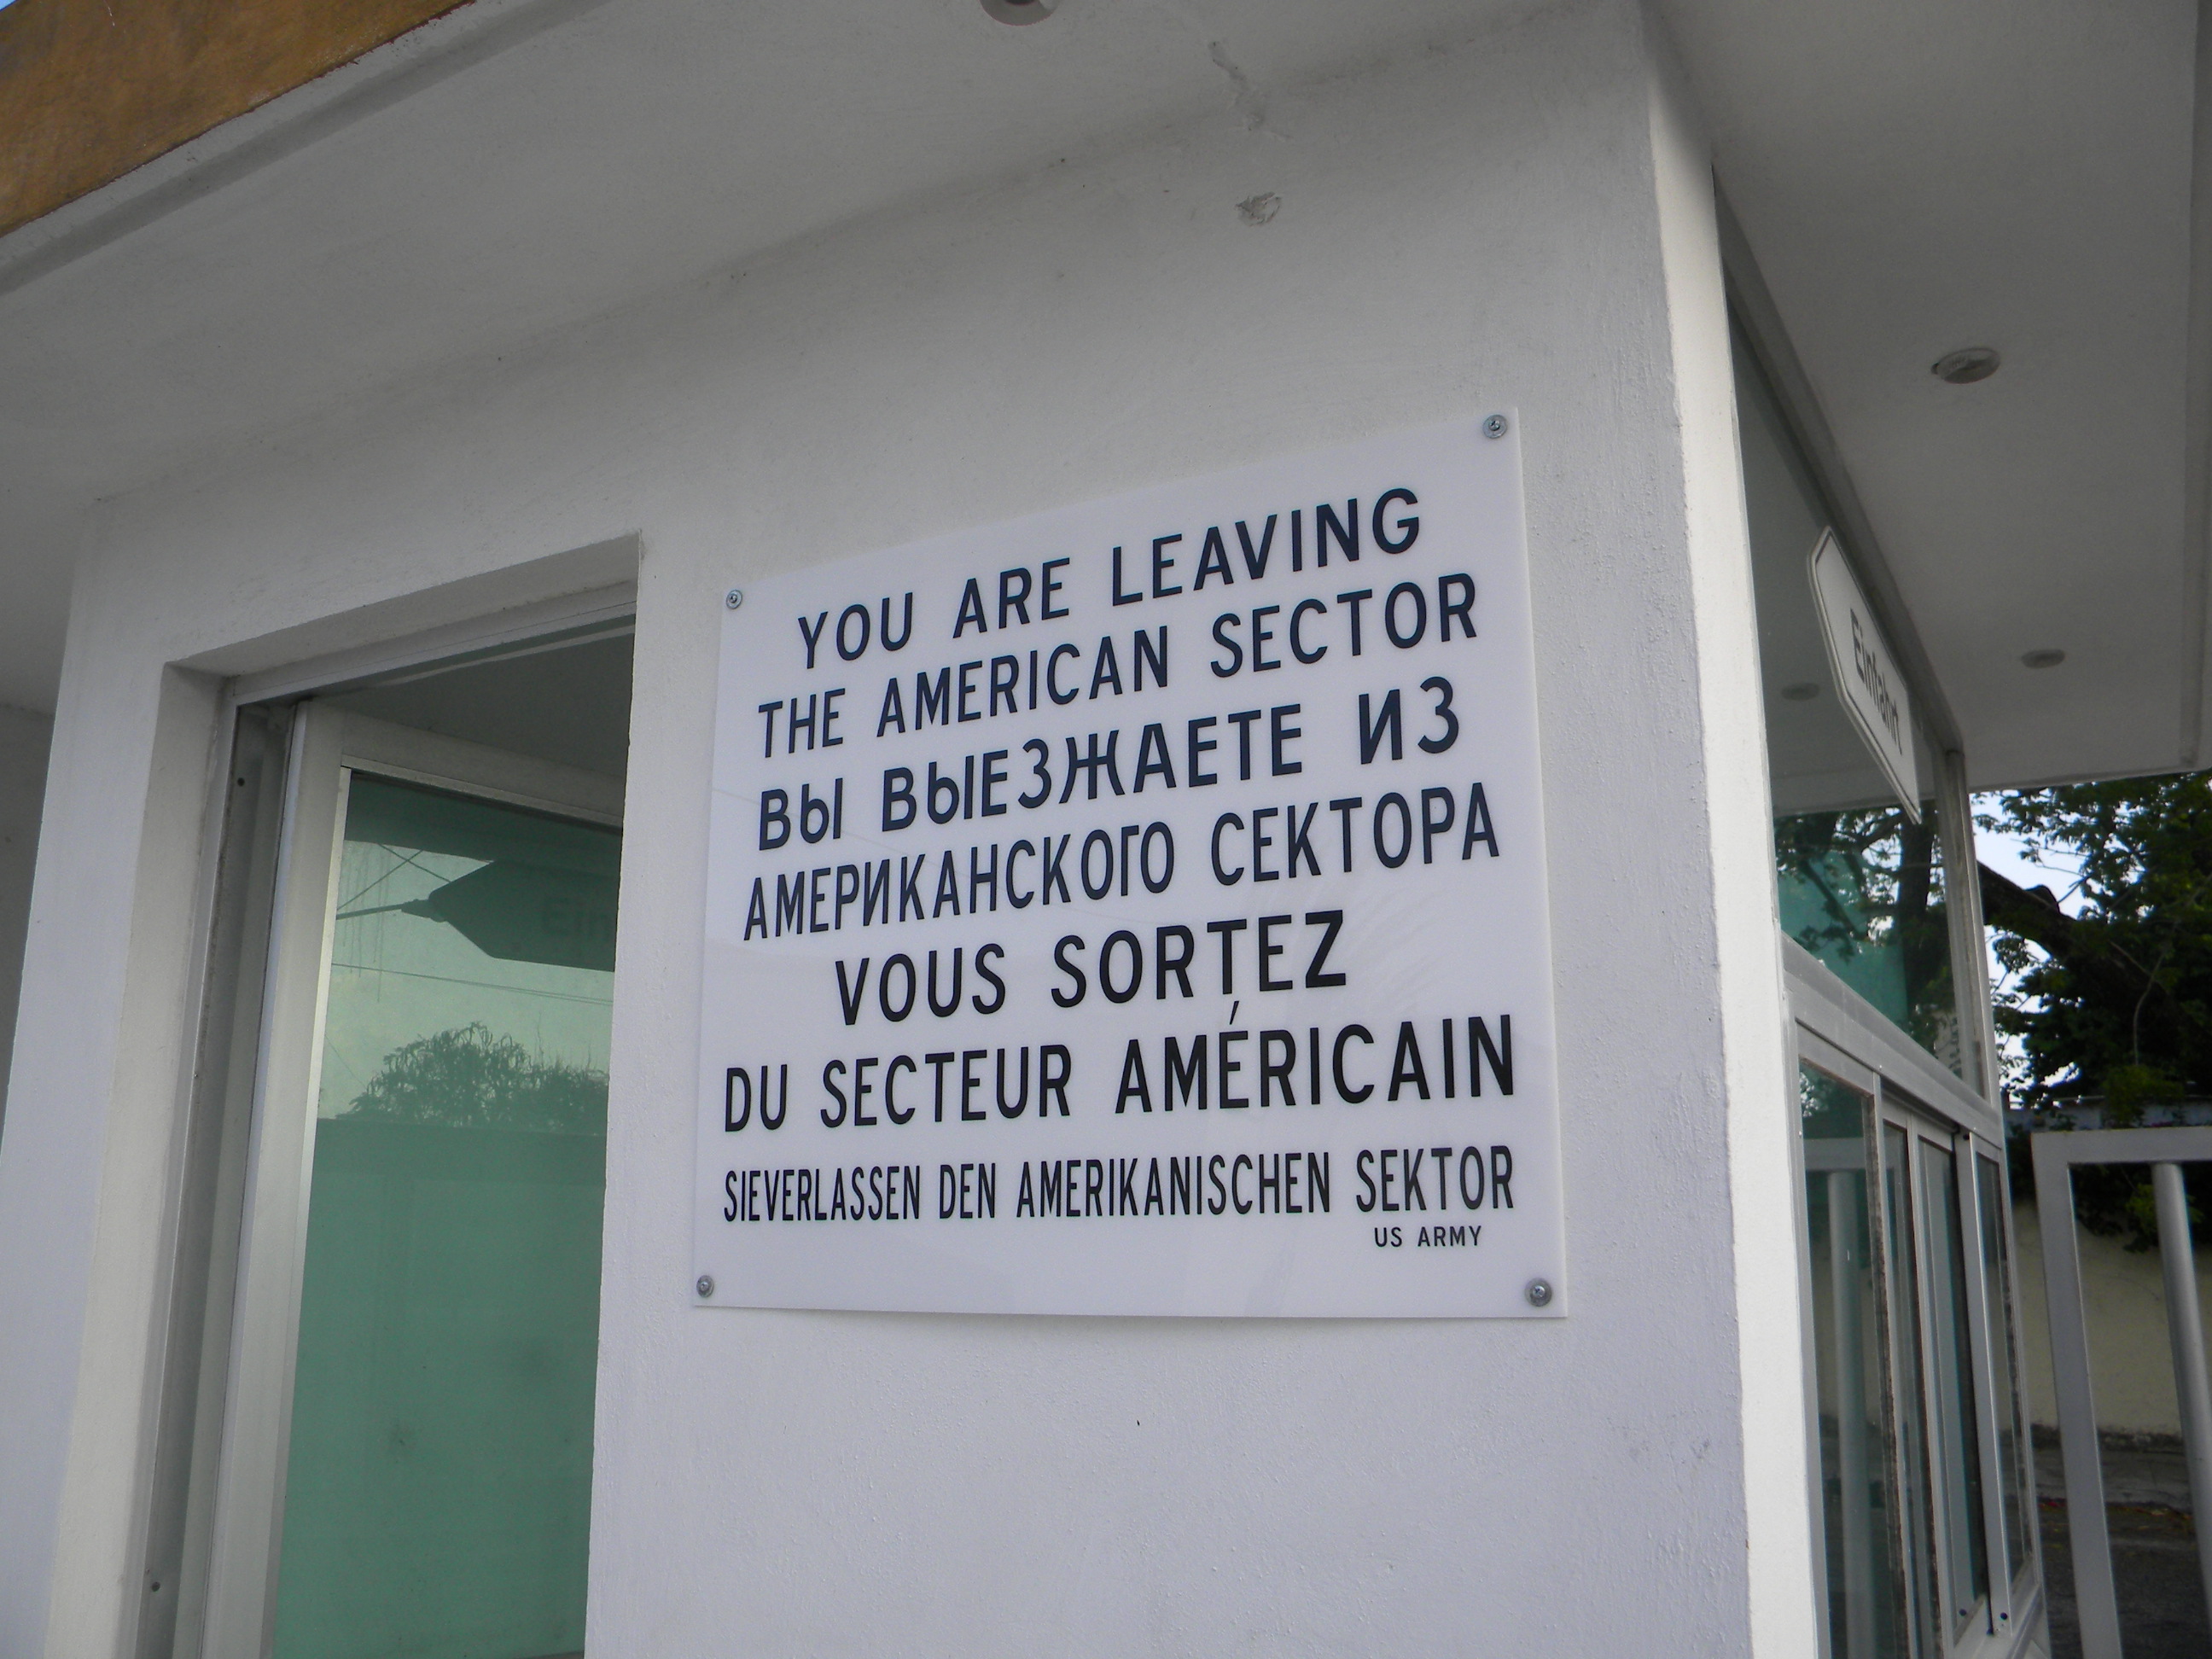 YOU ARE LEAVING
THE AMERICAN SECTOR
ВЫ ВЫЕЗЖАЕТЕ ИЗ
АМЕРИКАНСКОГО СЕКТОРА
VOUS SORTEZ
DU SECTEUR AMÉRICAIN
SIEVERLASSEN DEN AMERIKANISCHEN SEKTOR
US ARMY
Einfahrt